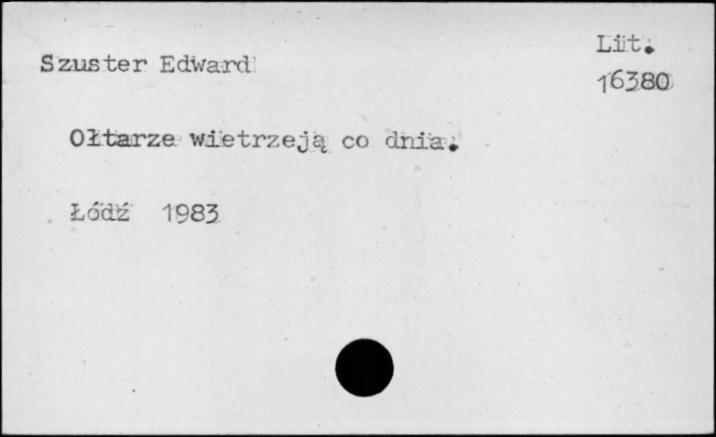 Szuster Edward
Lit.
16380
Ołtarze wietrzeją co dnia.
Łódź 1983